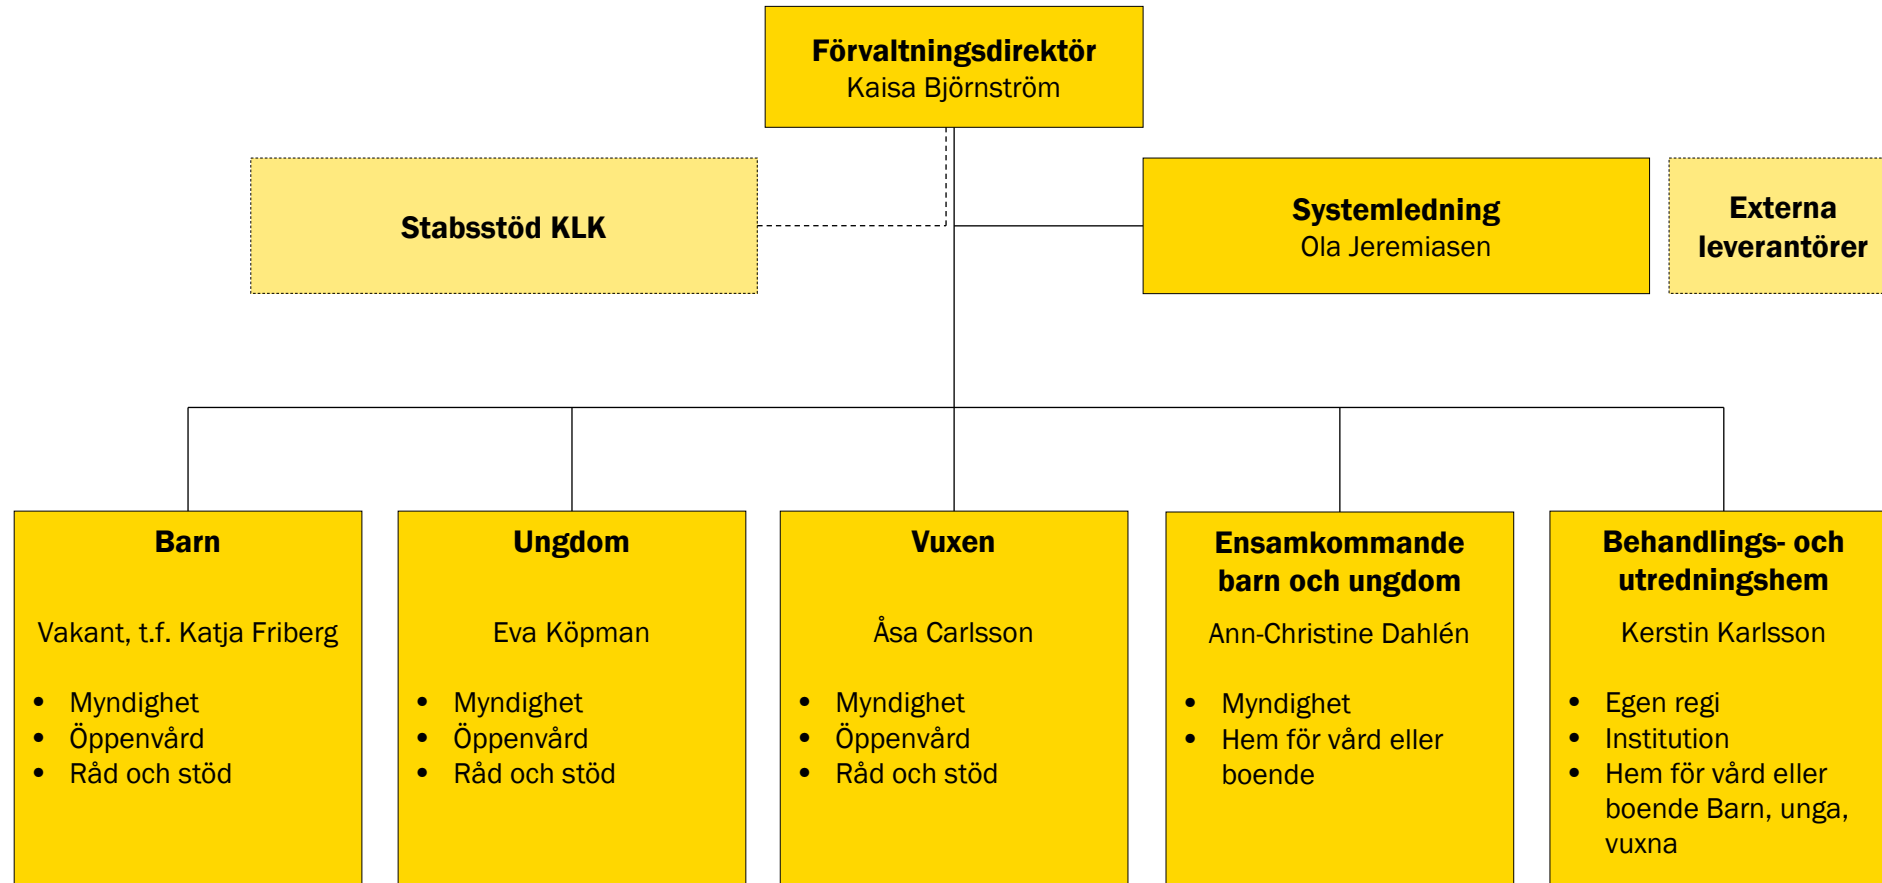 Förvaltningsdirektör
Kaisa Björnström
Stabsstöd KLK
Systemledning
Ola Jeremiasen
Externa
leverantörer
Barn
Vakant, t.f. Katja Friberg
• Myndighet
• Öppenvård
• Råd och stöd
Ungdom
Eva Köpman
• Myndighet
• Öppenvård
• Råd och stöd
Vuxen
Åsa Carlsson
• Myndighet
• Öppenvård
• Råd och stöd
Ensamkommande
barn och ungdom
Ann-Christine Dahlén
• Myndighet
• Hem för vård eller
boende
Behandlings- och
utredningshem
Kerstin Karlsson
• Egen regi
• Institution
• Hem för vård eller
boende Barn, unga,
vuxna